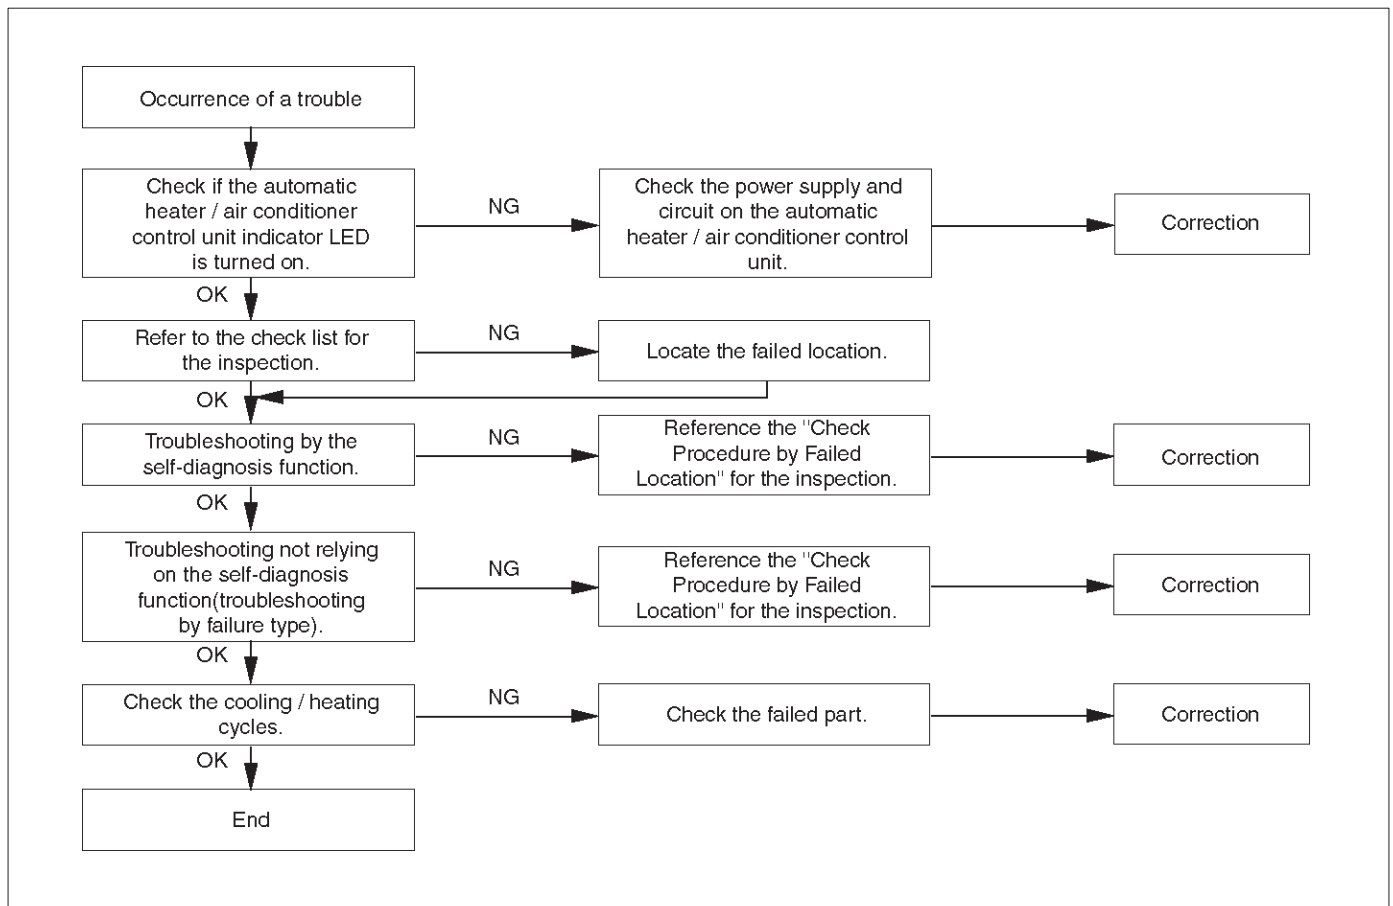 Occurrence of a trouble
Check if the automatic
heater / air conditioner
control unit indicator LED
is turned on.
NG
Check the power supply and
circuit on the automatic
heater / air conditioner control
unit.
Correction
OK
Refer to the check list for
the inspection.
NG
Locate the failed location.
OK
Troubleshooting by the
self-diagnosis function.
NG
Reference the "Check
Procedure by Failed
Location" for the inspection.
Correction
OK
Troubleshooting not relying
on the self-diagnosis
function(troubleshooting
by failure type).
NG
Reference the "Check
Procedure by Failed
Location" for the inspection.
Correction
OK
Check the cooling / heating
cycles.
NG
Check the failed part.
Correction
OK
End